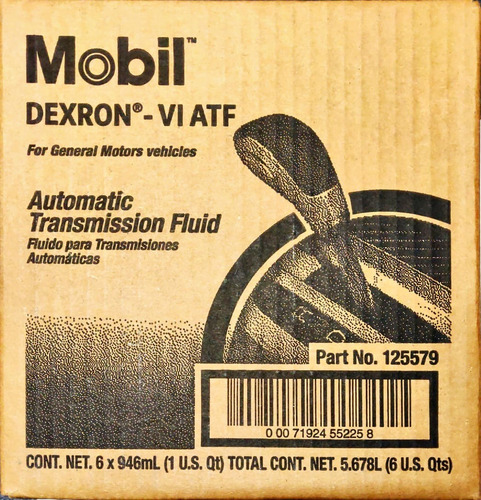 Mobil™
DEXRON®-VI ATF
For General Motors vehicles
Automatic
Transmission Fluid
Fluido para Transmisiones
Automáticas
Part No. 125579
0 00 71924 55225 8
CONT. NET. 6 x 946mL (1 U.S. Qt) TOTAL CONT. NET. 5.678L (6 U.S. Qts)